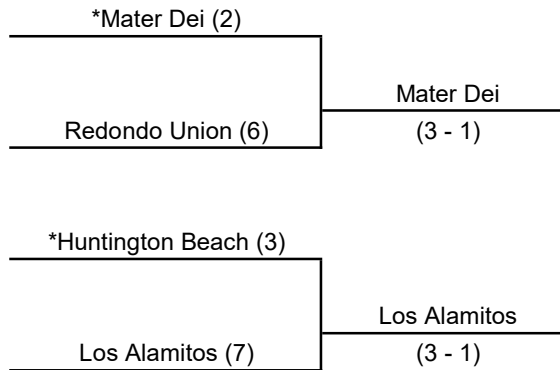 *Mater Dei (2)
Mater Dei
Redondo Union (6)
(3 - 1)
*Huntington Beach (3)
Los Alamitos
Los Alamitos (7)
(3 - 1)